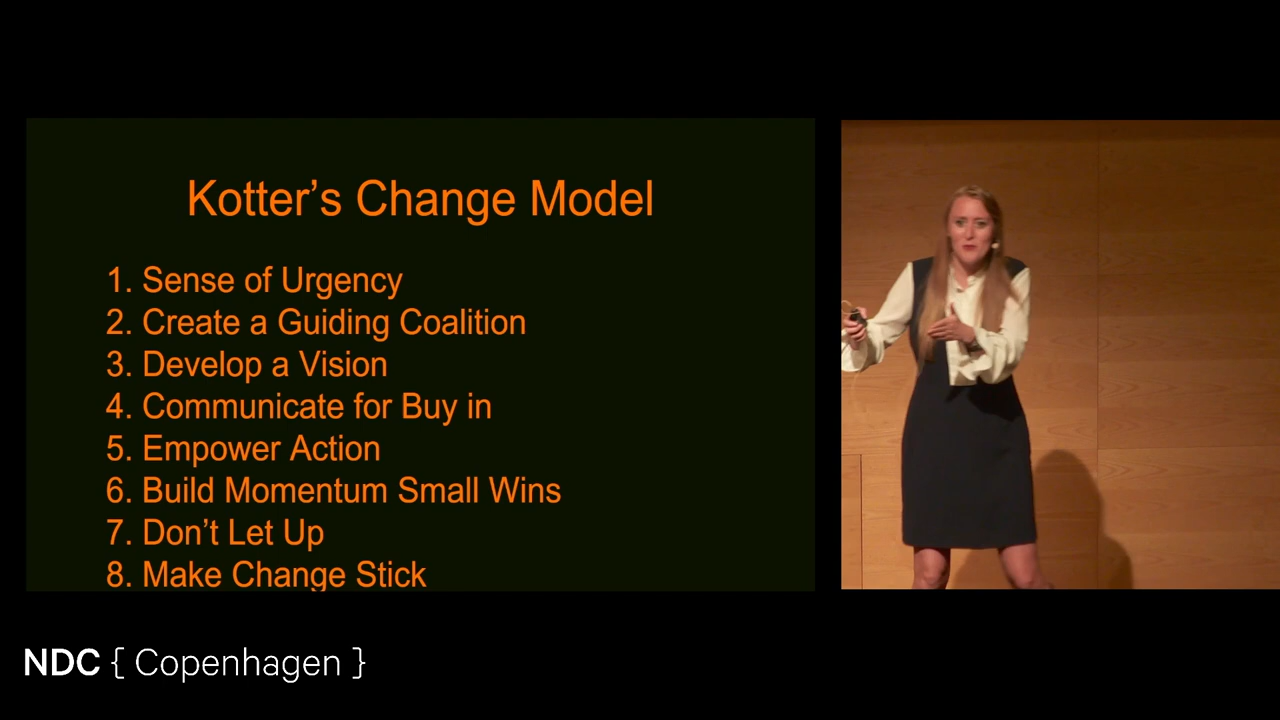 Kotter’s Change Model
1. Sense of Urgency
2. Create a Guiding Coalition
3. Develop a Vision
4. Communicate for Buy in
5. Empower Action
6. Build Momentum Small Wins
7. Don’t Let Up
8. Make Change Stick
NDC { Copenhagen }